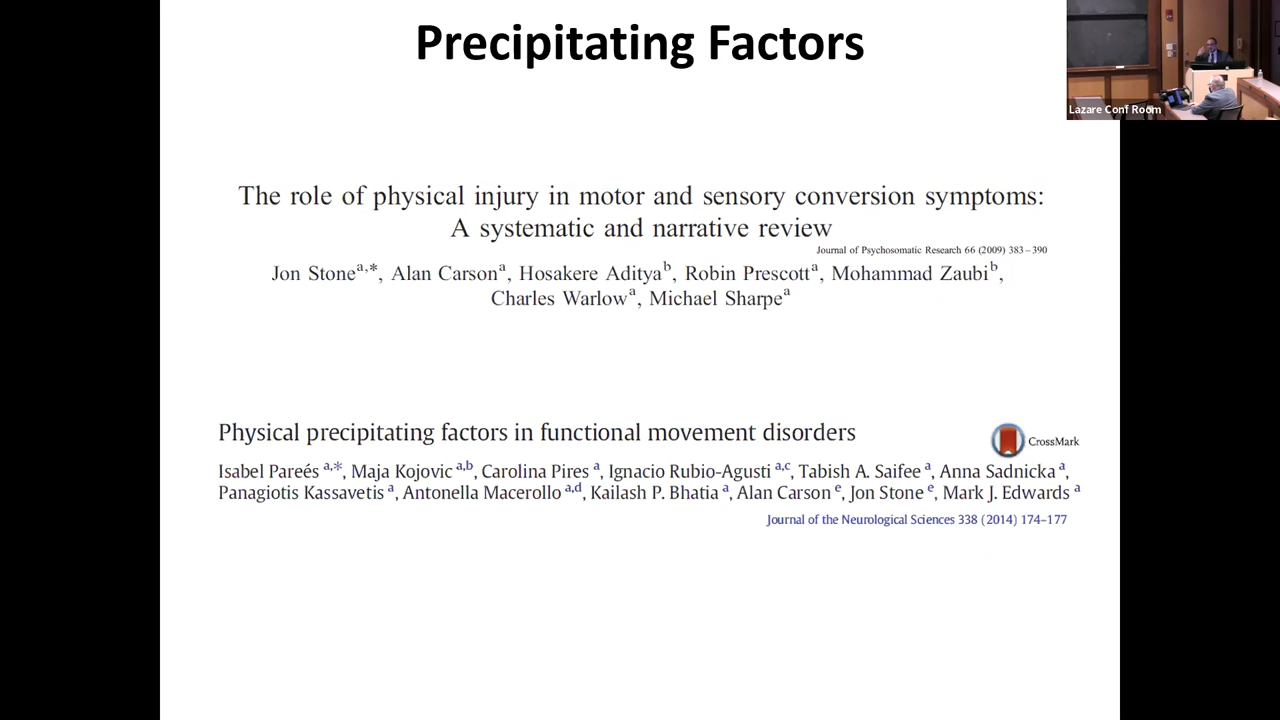 Precipitating Factors
Lazare Conf Room
The role of physical injury in motor and sensory conversion symptoms:
A systematic and narrative review
Journal of Psychosomatic Research 66 (2009) 383–390
Jon Stoneᵃ,*, Alan Carsonᵃ, Hosakere Adityaᵇ, Robin Prescottᵃ, Mohammad Zaubiᵇ,
Charles Warlowᵃ, Michael Sharpeᵃ
Physical precipitating factors in functional movement disorders
CrossMark
Isabel Pareés ᵃ,*, Maja Kojovic ᵃ,ᵇ, Carolina Pires ᵃ, Ignacio Rubio-Agusti ᵃ,ᶜ, Tabish A. Saifee ᵃ, Anna Sadnicka ᵃ,
Panagiotis Kassavetis ᵃ, Antonella Macerollo ᵃ,ᵈ, Kailash P. Bhatia ᵃ, Alan Carson ᵉ, Jon Stone ᵉ, Mark J. Edwards ᵃ
Journal of the Neurological Sciences 338 (2014) 174–177